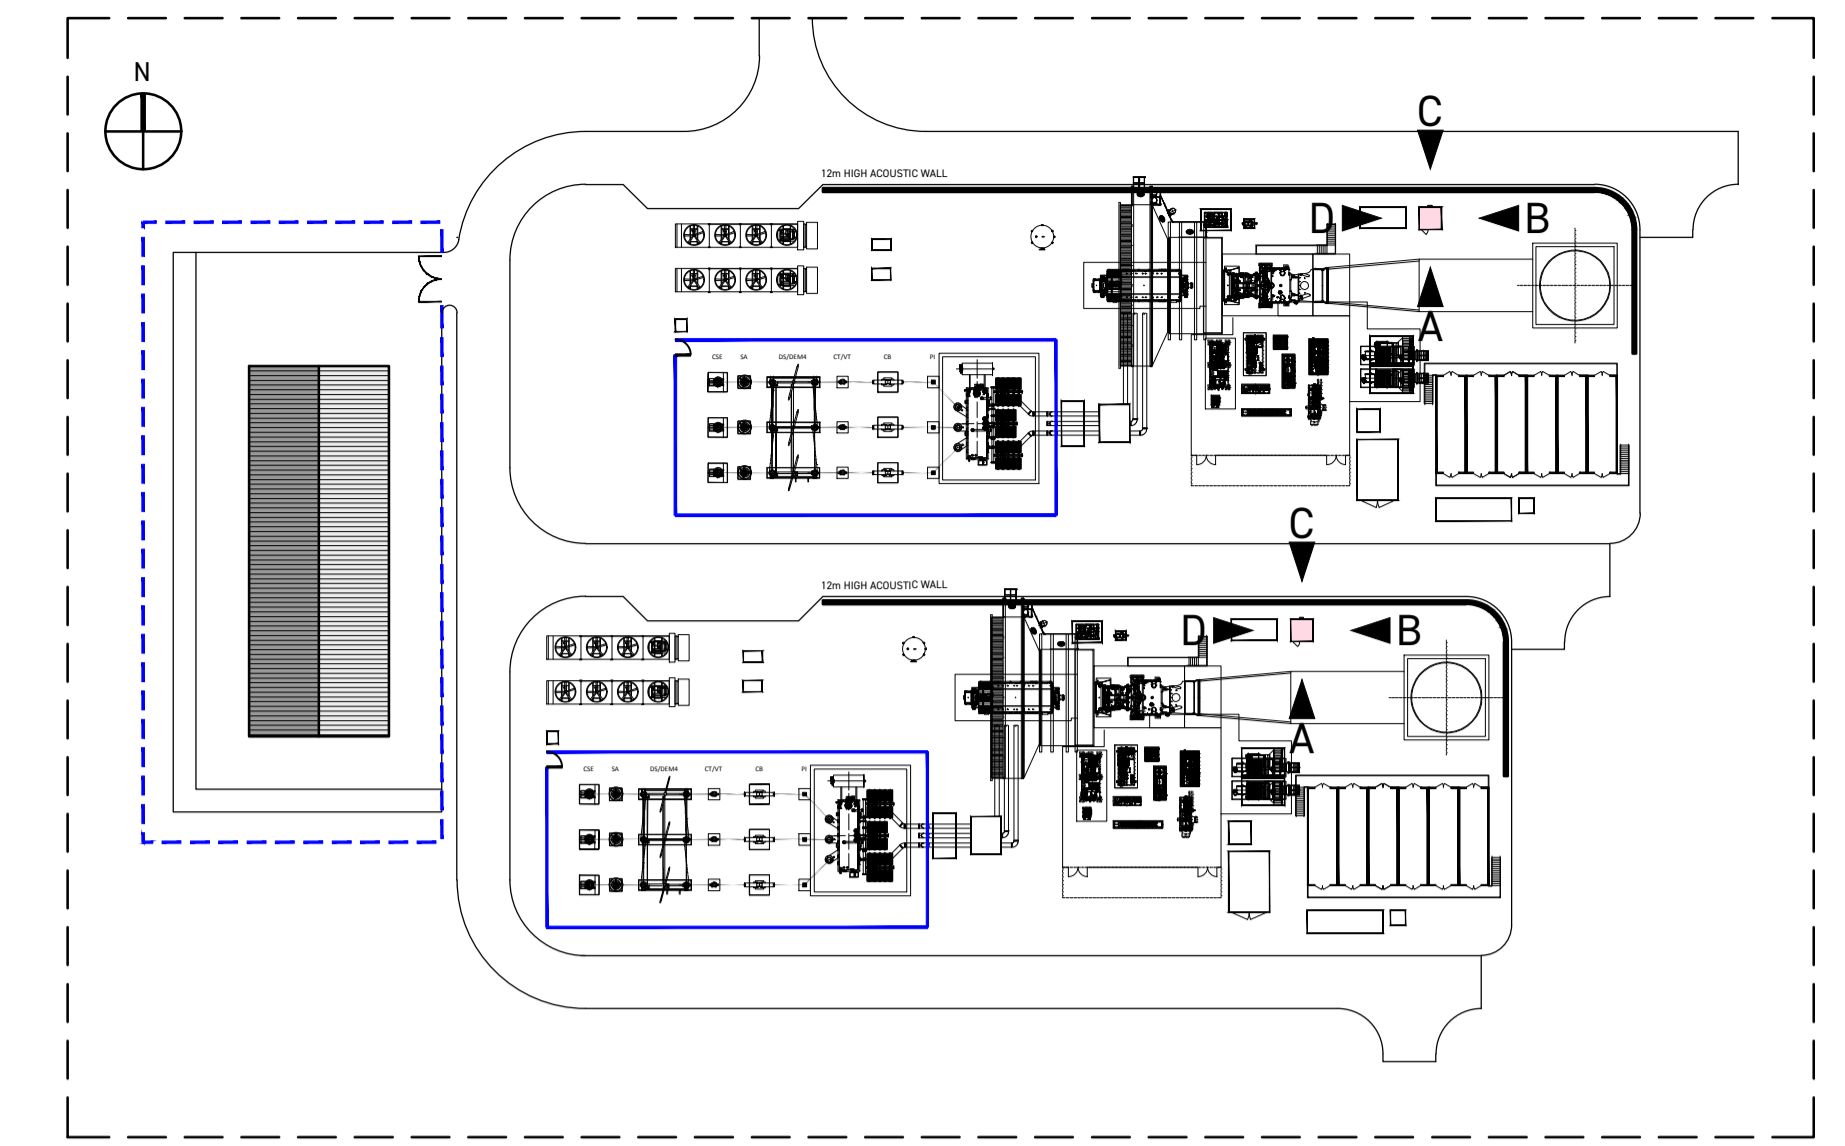 N
C
12m HIGH ACOUSTIC WALL
D
B
A
CSE SA DS/DEM4 CT/VT CB PI
C
12m HIGH ACOUSTIC WALL
D
B
A
CSE SA DS/DEM4 CT/VT CB PI